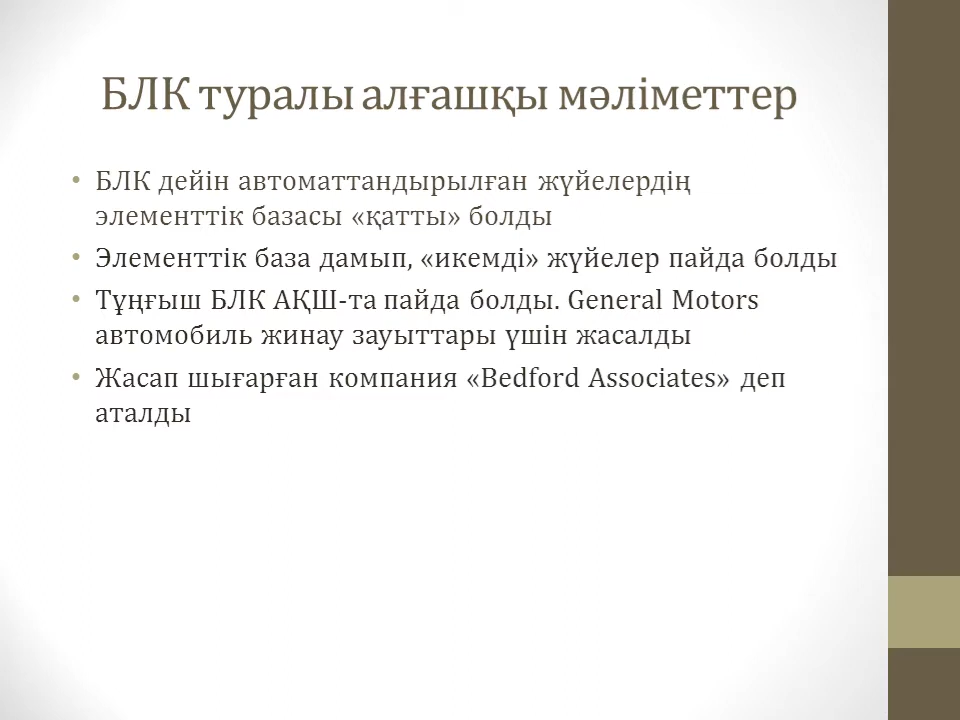 БЛК туралы алғашқы мәліметтер
• БЛК дейін автоматтандырылған жүйелердің
элементтік базасы «қатты» болды
• Элементтік база дамып, «икемді» жүйелер пайда болды
• Тұңғыш БЛК АҚШ-та пайда болды. General Motors
автомобиль жинау зауыттары үшін жасалды
• Жасап шығарған компания «Bedford Associates» деп
аталды